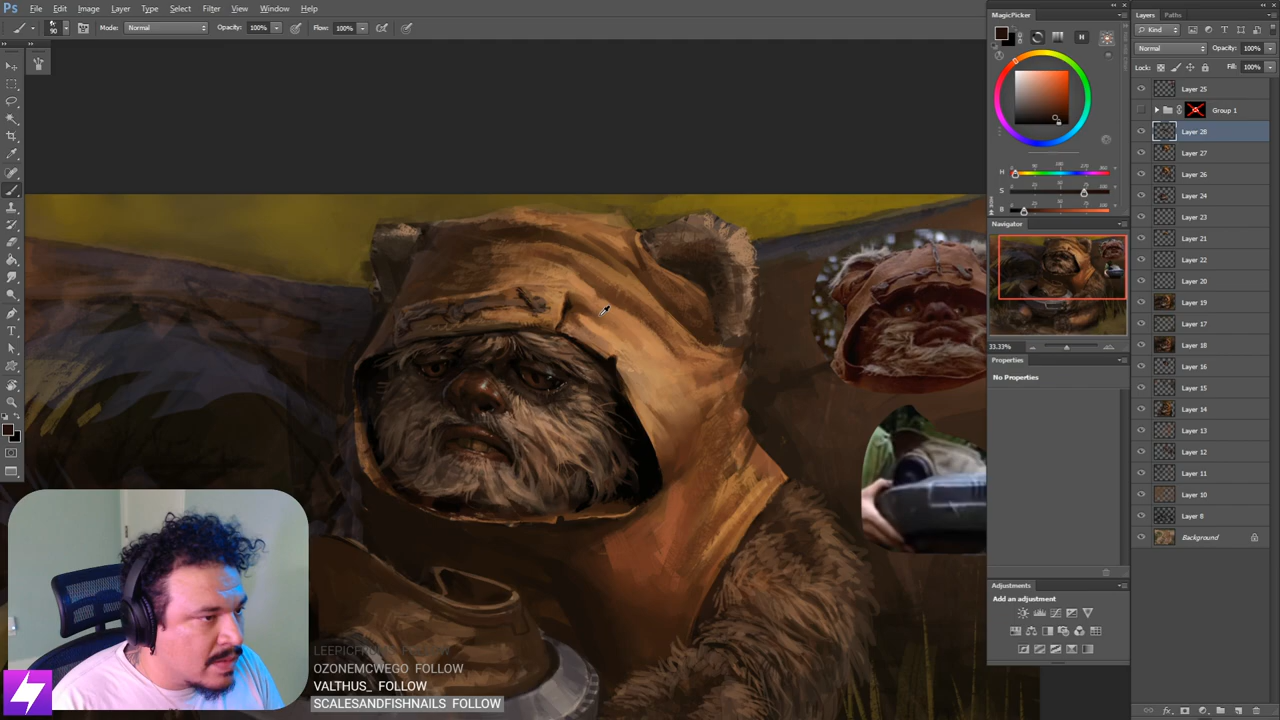 Ps File Edit Image Layer Type Select Filter View Window Help
90 Mode: Normal Opacity: 100% Flow: 100%
MagicPicker
H
H
S
B
Navigator
33.33%
Properties
No Properties
Adjustments
Add an adjustment
Layers Paths
Kind
Normal Opacity: 100%
Lock: Fill: 100%
Layer 25
Group 1
Layer 28
Layer 27
Layer 26
Layer 24
Layer 23
Layer 21
Layer 22
Layer 20
Layer 19
Layer 17
Layer 18
Layer 16
Layer 15
Layer 14
Layer 13
Layer 12
Layer 11
Layer 10
Layer 8
Background
fx
OZONEMCWEGO FOLLOW
VALTHUS_ FOLLOW
SCALESANDFISHNAILS FOLLOW